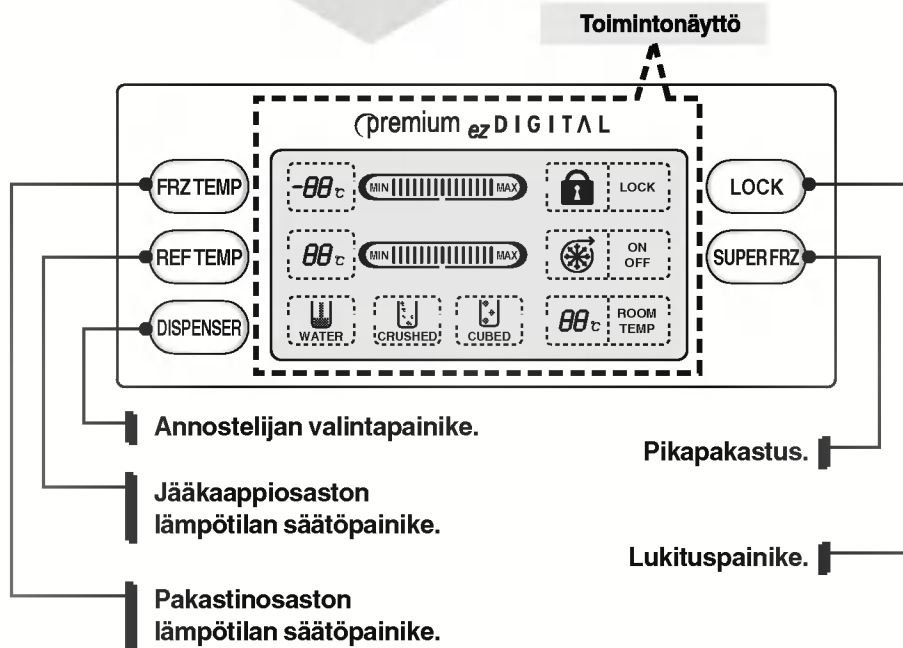 Toimintonäyttö
premium ez DIGITAL
FRZ TEMP
-88 °C MIN MAX
LOCK
LOCK
REF TEMP
88 °C MIN MAX
ON
OFF
SUPER FRZ
DISPENSER
WATER CRUSHED CUBED
88 °C ROOM
TEMP
Annostelijan valintapainike.
Pikapakastus.
Jääkaappiosaston
lämpötilan säätöpainike.
Lukituspainike.
Pakastinosaston
lämpötilan säätöpainike.